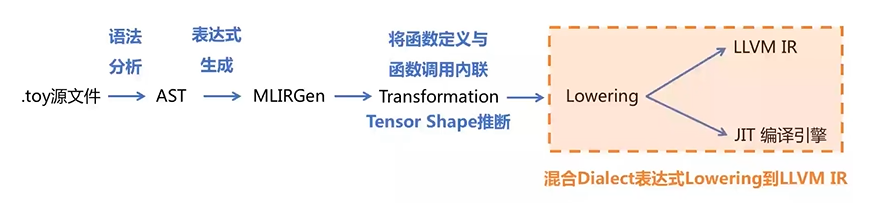 语法
分析
表达式
生成
将函数定义与
函数调用内联
.toy源文件
AST
MLIRGen
Transformation
Tensor Shape推断
Lowering
LLVM IR
JIT 编译引擎
混合Dialect表达式Lowering到LLVM IR